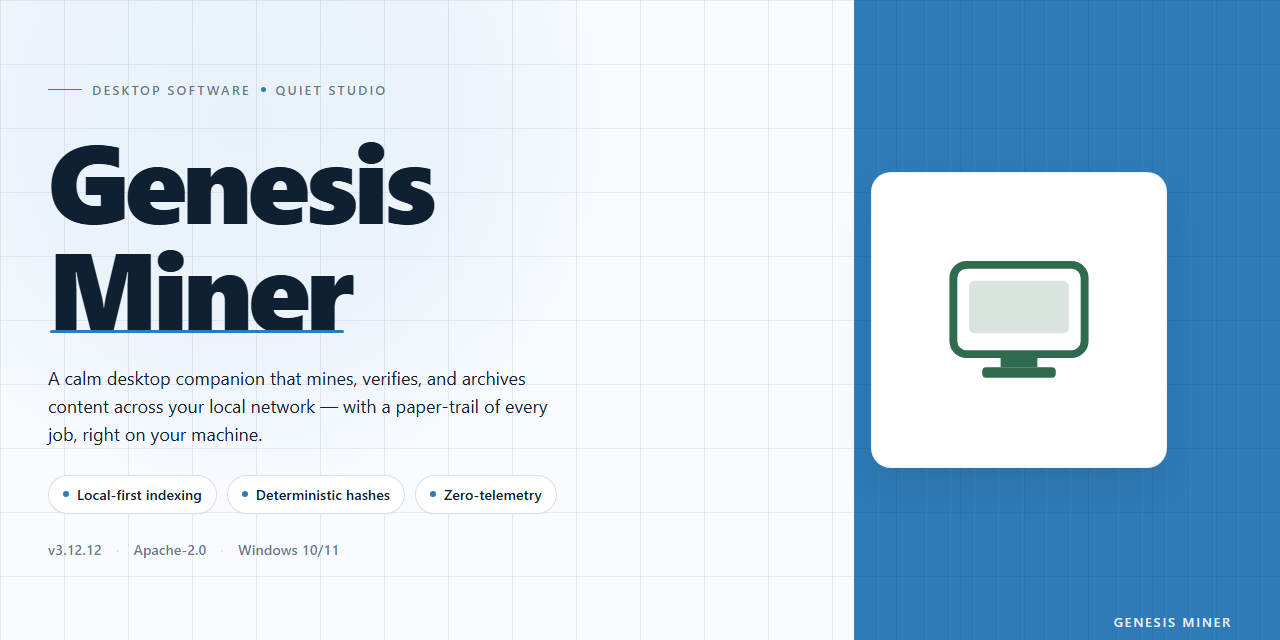 DESKTOP SOFTWARE • QUIET STUDIO
Genesis
Miner
A calm desktop companion that mines, verifies, and archives
content across your local network — with a paper-trail of every
job, right on your machine.
Local-first indexing
Deterministic hashes
Zero-telemetry
v3.12.12 · Apache-2.0 · Windows 10/11
GENESIS MINER